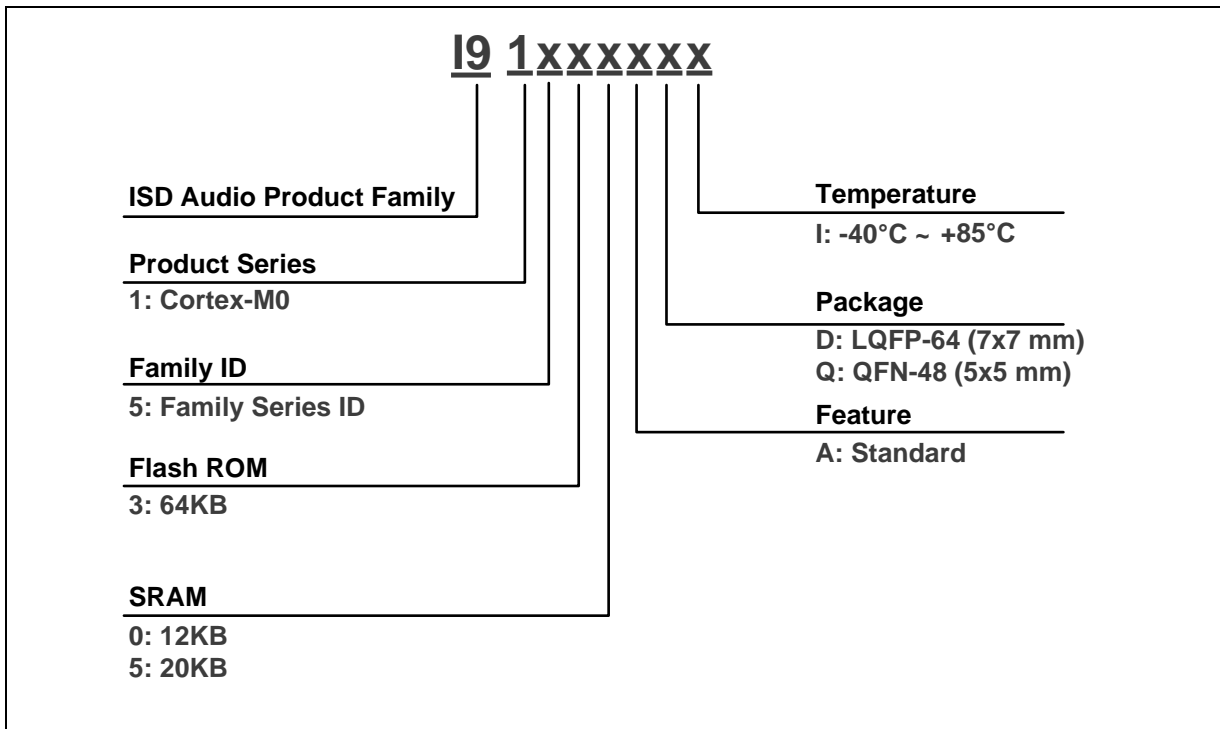 I9 1xxxxxx
ISD Audio Product Family
Product Series
1: Cortex-M0
Family ID
5: Family Series ID
Flash ROM
3: 64KB
SRAM
0: 12KB
5: 20KB
Temperature
I: -40°C ~ +85°C
Package
D: LQFP-64 (7x7 mm)
Q: QFN-48 (5x5 mm)
Feature
A: Standard